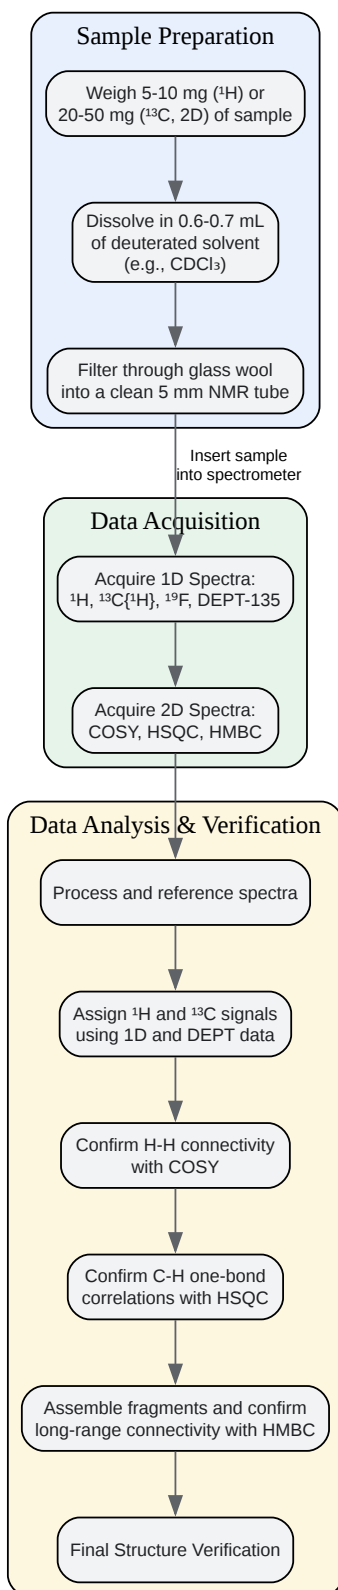 Sample Preparation
Weigh 5-10 mg (¹H) or
20-50 mg (¹³C, 2D) of sample
Dissolve in 0.6-0.7 mL
of deuterated solvent
(e.g., CDCl₃)
Filter through glass wool
into a clean 5 mm NMR tube
Insert sample
into spectrometer
Data Acquisition
Acquire 1D Spectra:
¹H, ¹³C{¹H}, ¹⁹F, DEPT-135
Acquire 2D Spectra:
COSY, HSQC, HMBC
Data Analysis & Verification
Process and reference spectra
Assign ¹H and ¹³C signals
using 1D and DEPT data
Confirm H-H connectivity
with COSY
Confirm C-H one-bond
correlations with HSQC
Assemble fragments and confirm
long-range connectivity with HMBC
Final Structure Verification